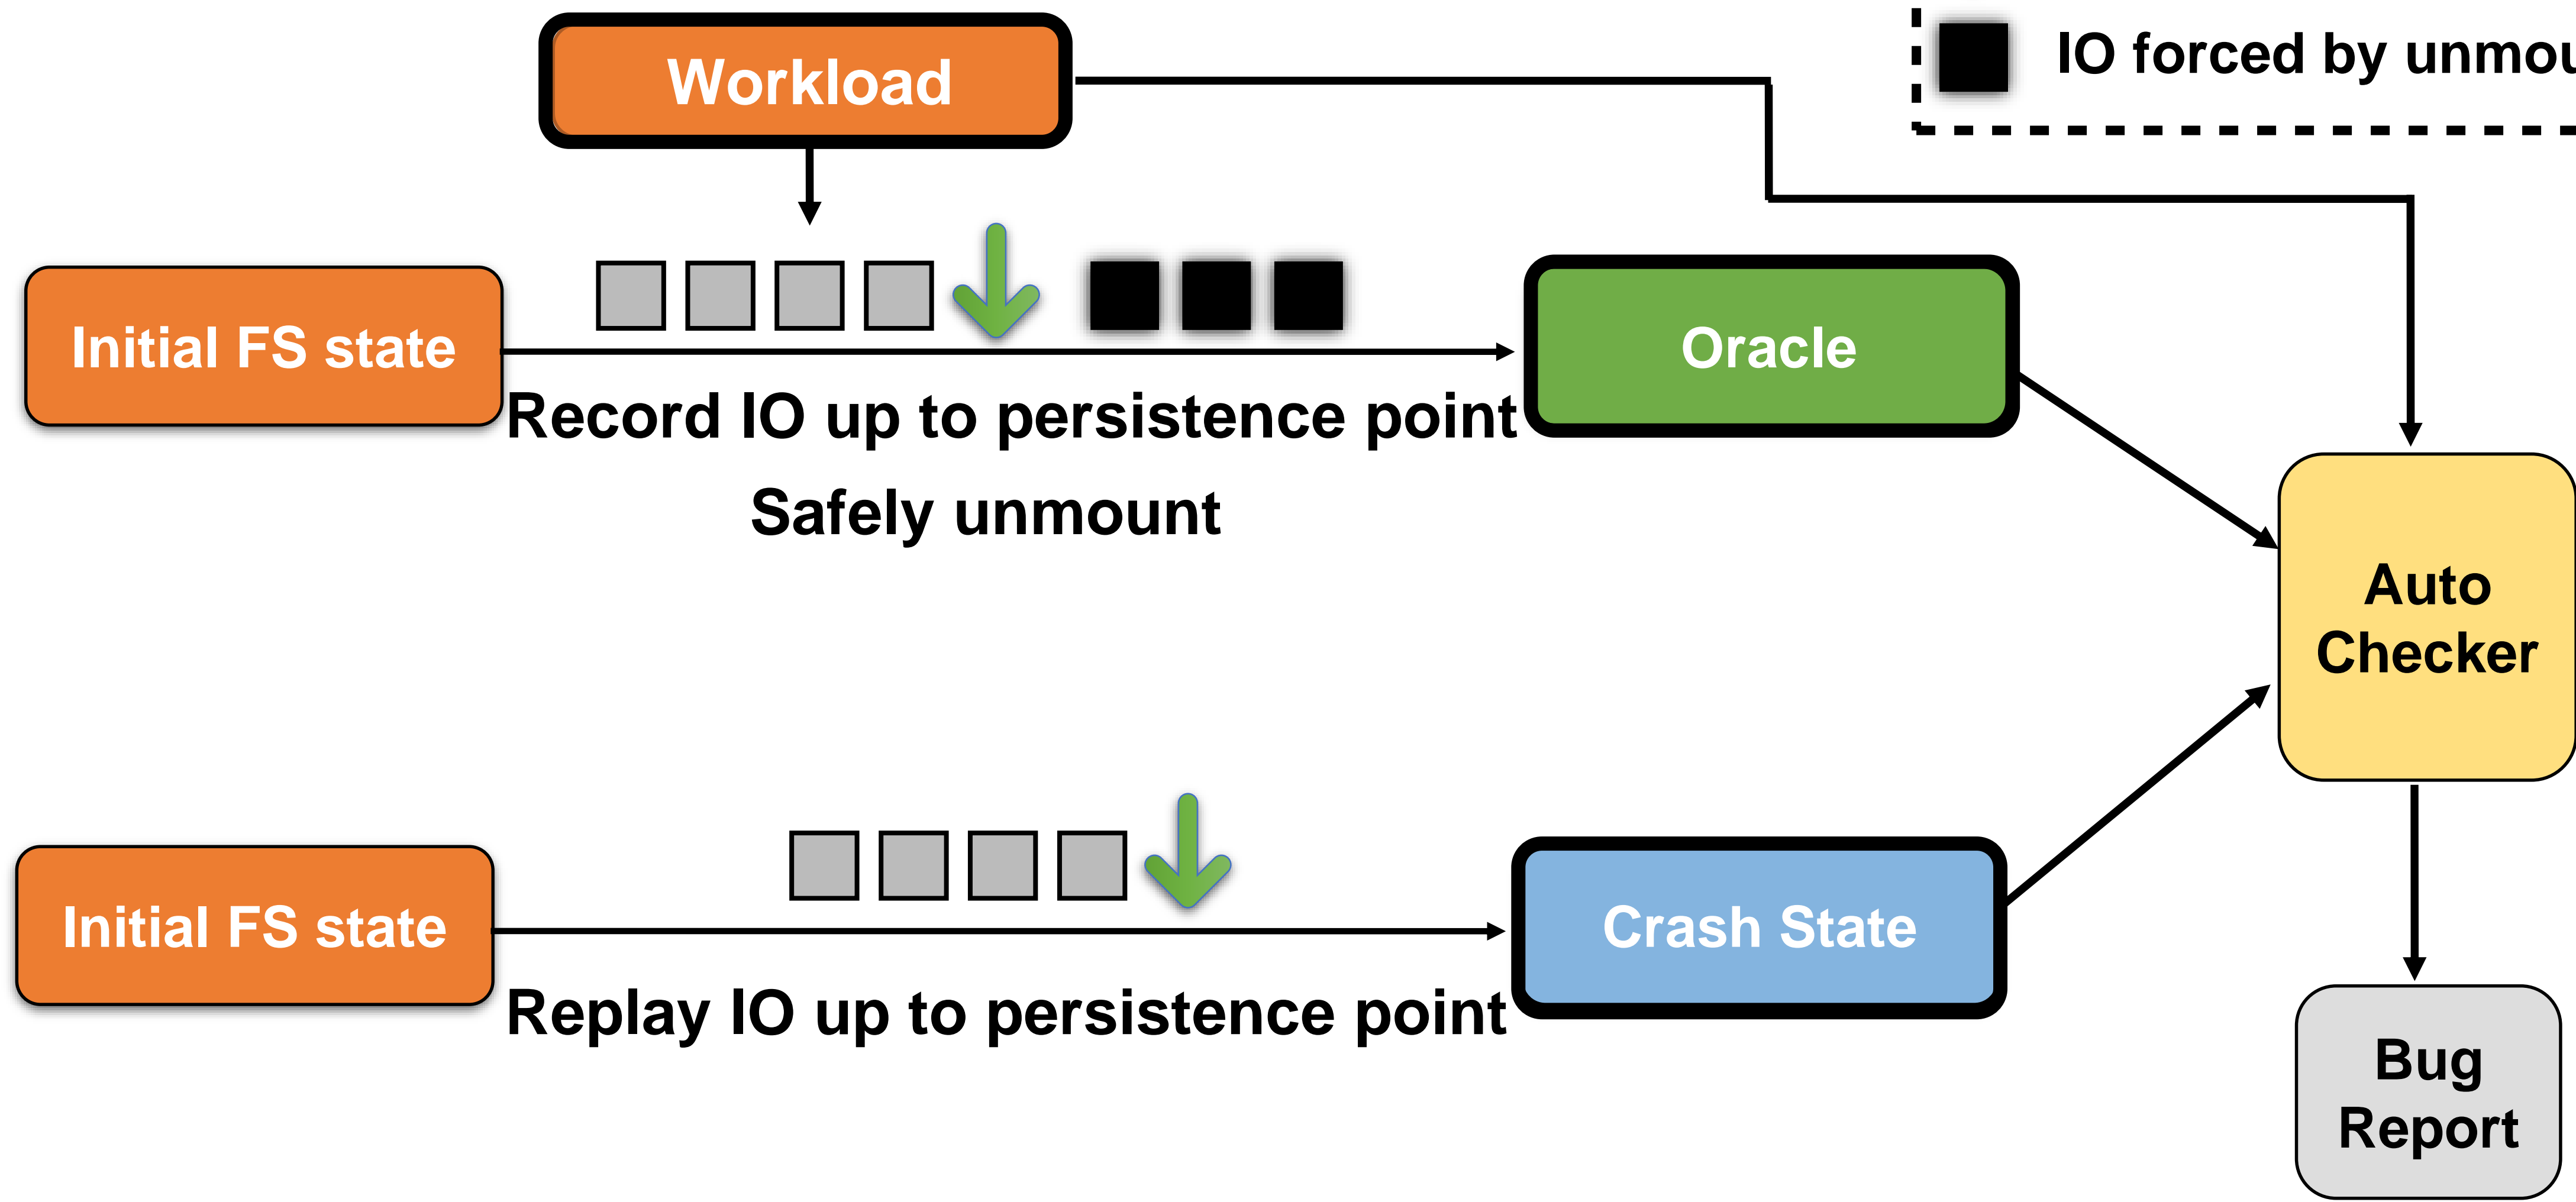 Workload
IO forced by
Initial FS state
Oracle
Record IO up to persistence point
Safely unmount
Auto
Checker
Initial FS state
Crash State
Replay IO up to persistence point
Bug
Report